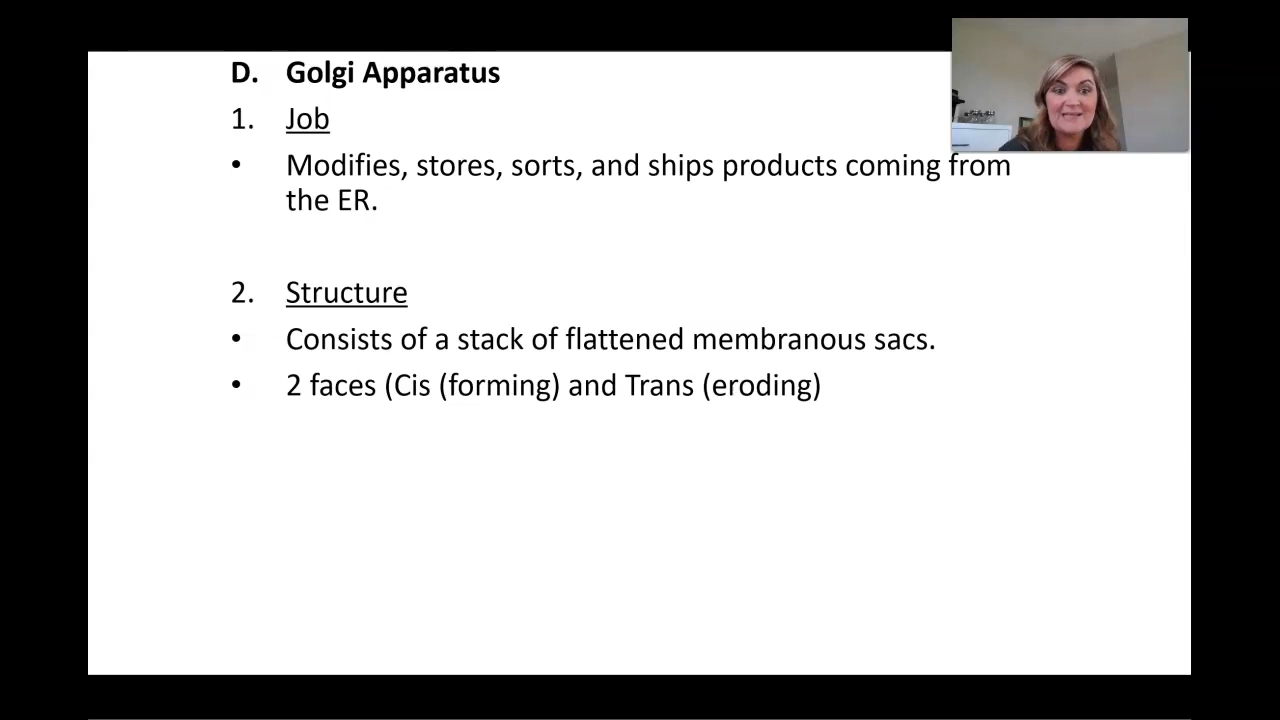 D. Golgi Apparatus
1. Job
• Modifies, stores, sorts, and ships products coming from
the ER.
2. Structure
• Consists of a stack of flattened membranous sacs.
• 2 faces (Cis (forming) and Trans (eroding)